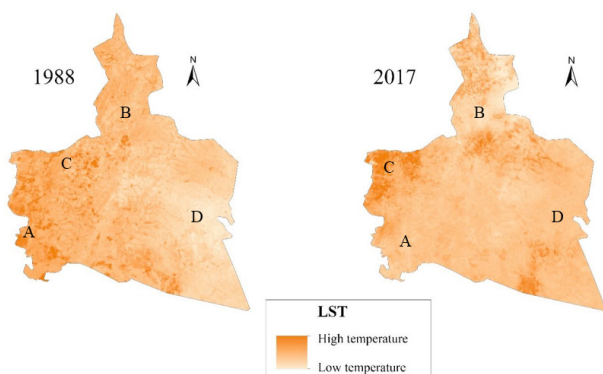 1988
N
B
C
D
A
2017
N
B
C
D
A
LST
High temperature
Low temperature